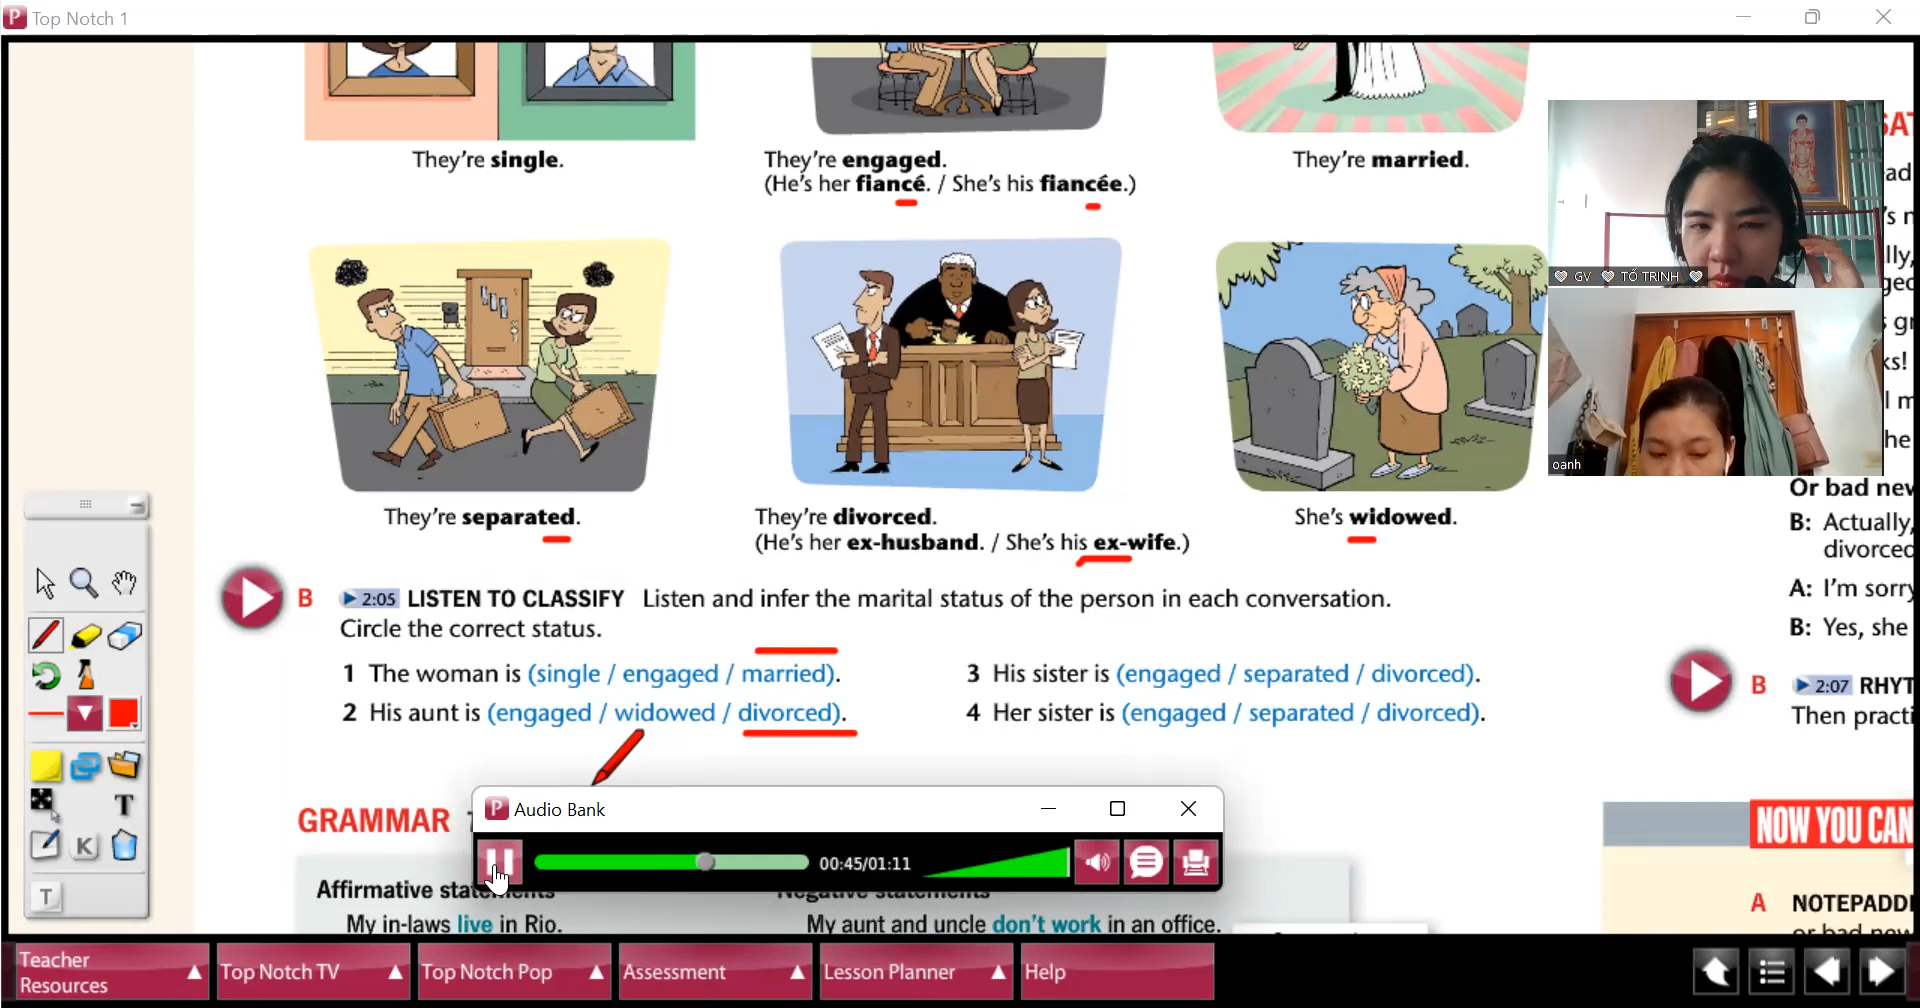 Top Notch 1
They're single.
They're engaged.
(He's her fiancé. / She's his fiancée.)
They're married.
They're separated.
They're divorced.
(He's her ex-husband. / She's his ex-wife.)
She's widowed.
B 2:05 LISTEN TO CLASSIFY Listen and infer the marital status of the person in each conversation.
Circle the correct status.
1 The woman is (single / engaged / married).
2 His aunt is (engaged / widowed / divorced).
3 His sister is (engaged / separated / divorced).
4 Her sister is (engaged / separated / divorced).
GRAMMAR
Audio Bank
00:45/01:11
Affirmative statements
My in-laws live in Rio.
Negative statements
My aunt and uncle don't work in an office.
GV TỐ TRINH
oanh
Or bad new
B: Actually,
divorced
A: I'm sorry
B: Yes, she
B 2:07 RHYT
Then practi
NOW YOU CAN
A NOTEPADDI
or bad new
T
K
T
Teacher
Resources
Top Notch TV
Top Notch Pop
Assessment
Lesson Planner
Help